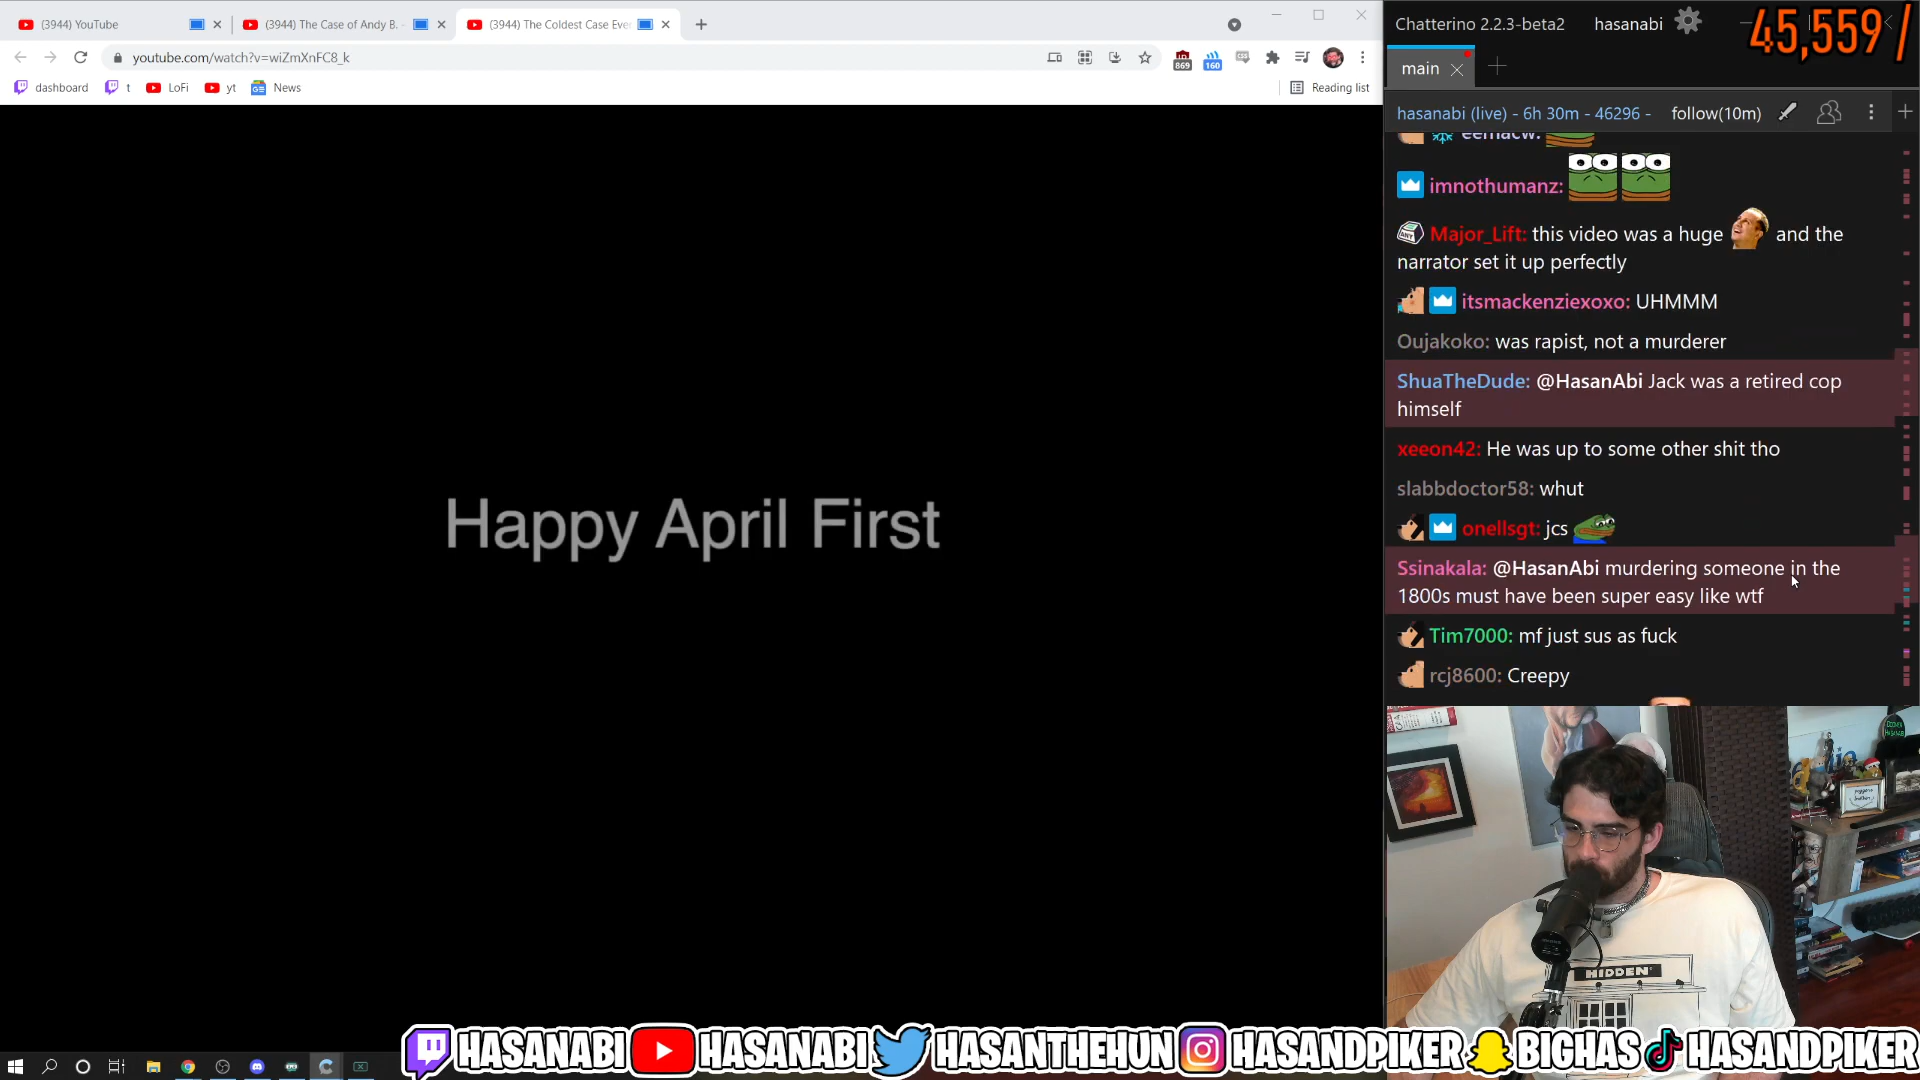 (3944) YouTube
(3944) The Case of Andy B.
(3944) The Coldest Case Eve
youtube.com/watch?v=wiZmXnFC8_k
869
160
dashboard
t
LoFi
yt
News
Reading list
Happy April First
Chatterino 2.2.3-beta2
hasanabi
45,559 /
main
hasanabi (live) - 6h 30m - 46296 -
follow(10m)
eemacw:
imnothumanz:
Major_Lift: this video was a huge and the
narrator set it up perfectly
itsmackenziexoxo: UHMMM
Oujakoko: was rapist, not a murderer
ShuaTheDude: @HasanAbi Jack was a retired cop
himself
xeeon42: He was up to some other shit tho
slabbdoctor58: whut
onellsgt: jcs
Ssinakala: @HasanAbi murdering someone in the
1800s must have been super easy like wtf
Tim7000: mf just sus as fuck
rcj8600: Creepy
HIDDEN
HASANABI
HASANABI
HASANTHEHUN
HASANDPIKER
BIGHAS
HASANDPIKER